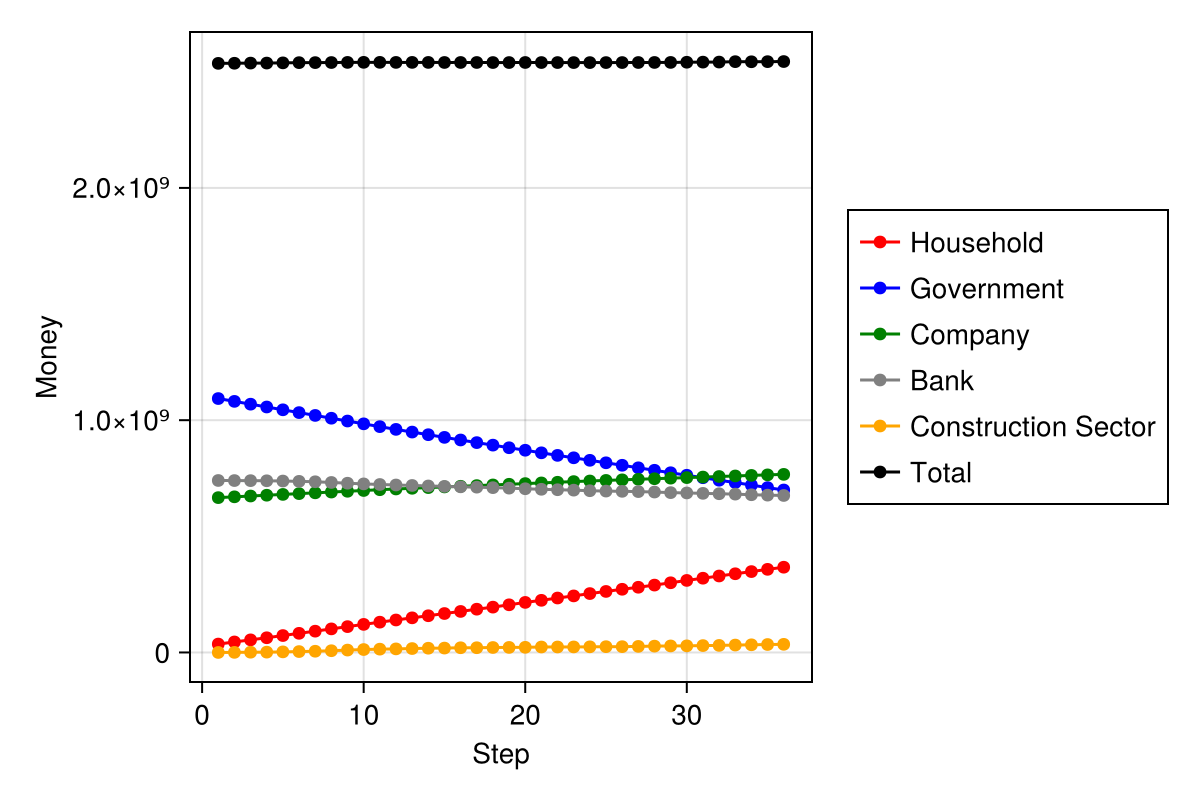 Money
2.0×10⁹
1.0×10⁹
0
0 10 20 30
Step
Household
Government
Company
Bank
Construction Sector
Total